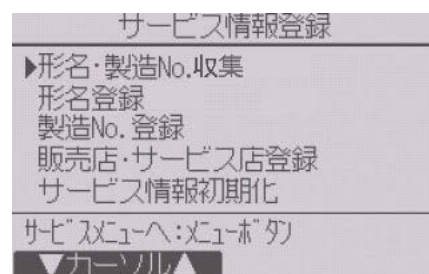 サービス情報登録
▶形名・製造No.収集
形名登録
製造No.登録
販売店・サービス店登録
サービス情報初期化
ｻｰﾋﾞｽﾒﾆｭｰへ:ﾒﾆｭｰﾎﾞﾀﾝ
▼カーソル▲